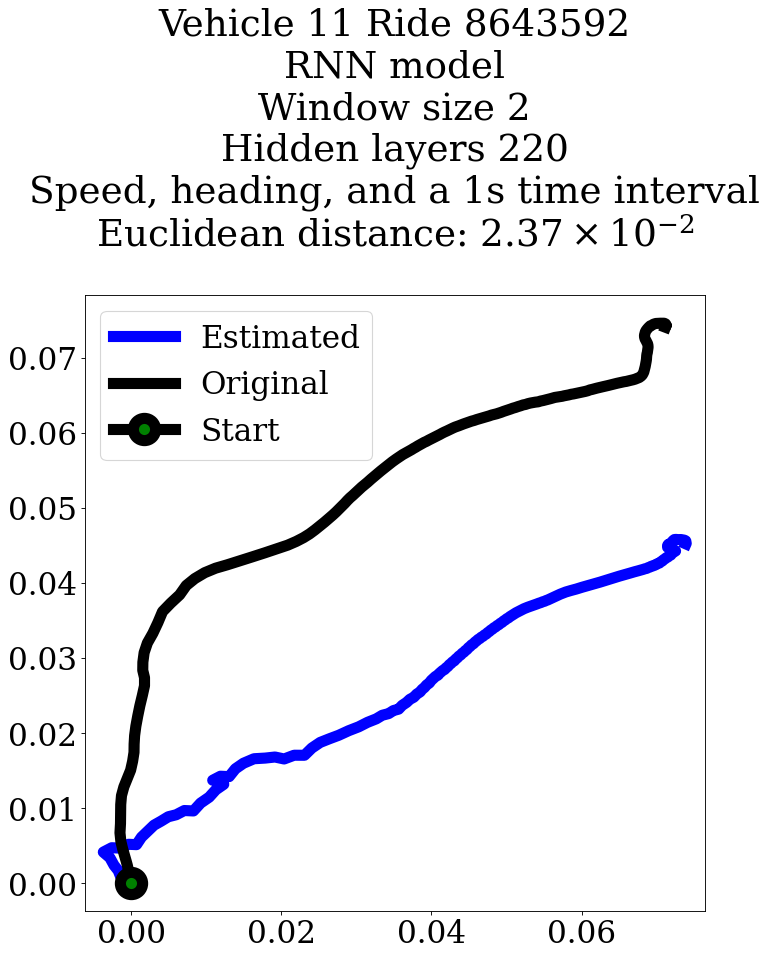 Vehicle 11 Ride 8643592
RNN model
Window size 2
Hidden layers 220
Speed, heading, and a 1s time interval
Euclidean distance: 2.37 × 10⁻²
Estimated
Original
Start
0.07
0.06
0.05
0.04
0.03
0.02
0.01
0.00
0.00 0.02 0.04 0.06